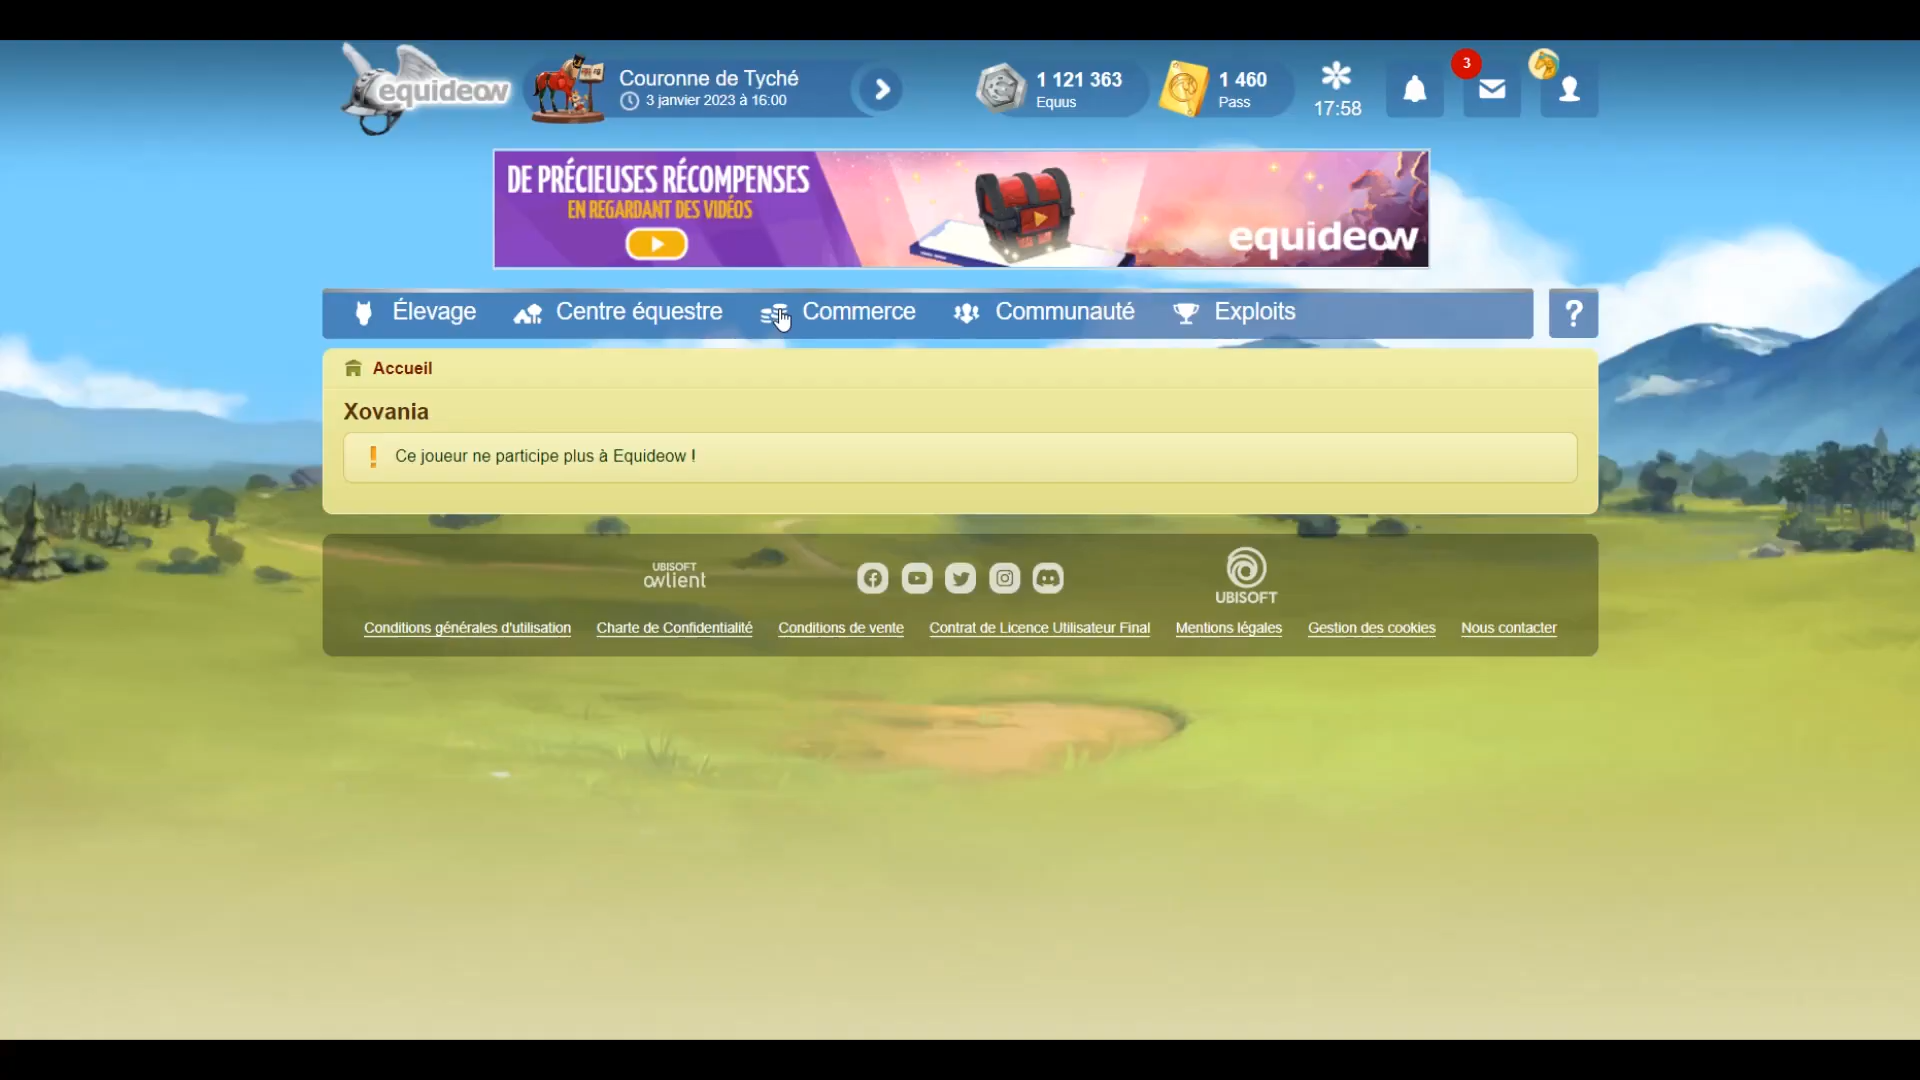 equideow
Couronne de Tyché
3 janvier 2023 à 16:00
1 121 363
Equus
1 460
Pass
17:58
3
DE PRÉCIEUSES RÉCOMPENSES
EN REGARDANT DES VIDÉOS
equideow
Élevage
Centre équestre
Commerce
Communauté
Exploits
?
Accueil
Xovania
Ce joueur ne participe plus à Equideow !
UBISOFT
owlient
UBISOFT
Conditions générales d'utilisation
Charte de Confidentialité
Conditions de vente
Contrat de Licence Utilisateur Final
Mentions légales
Gestion des cookies
Nous contacter